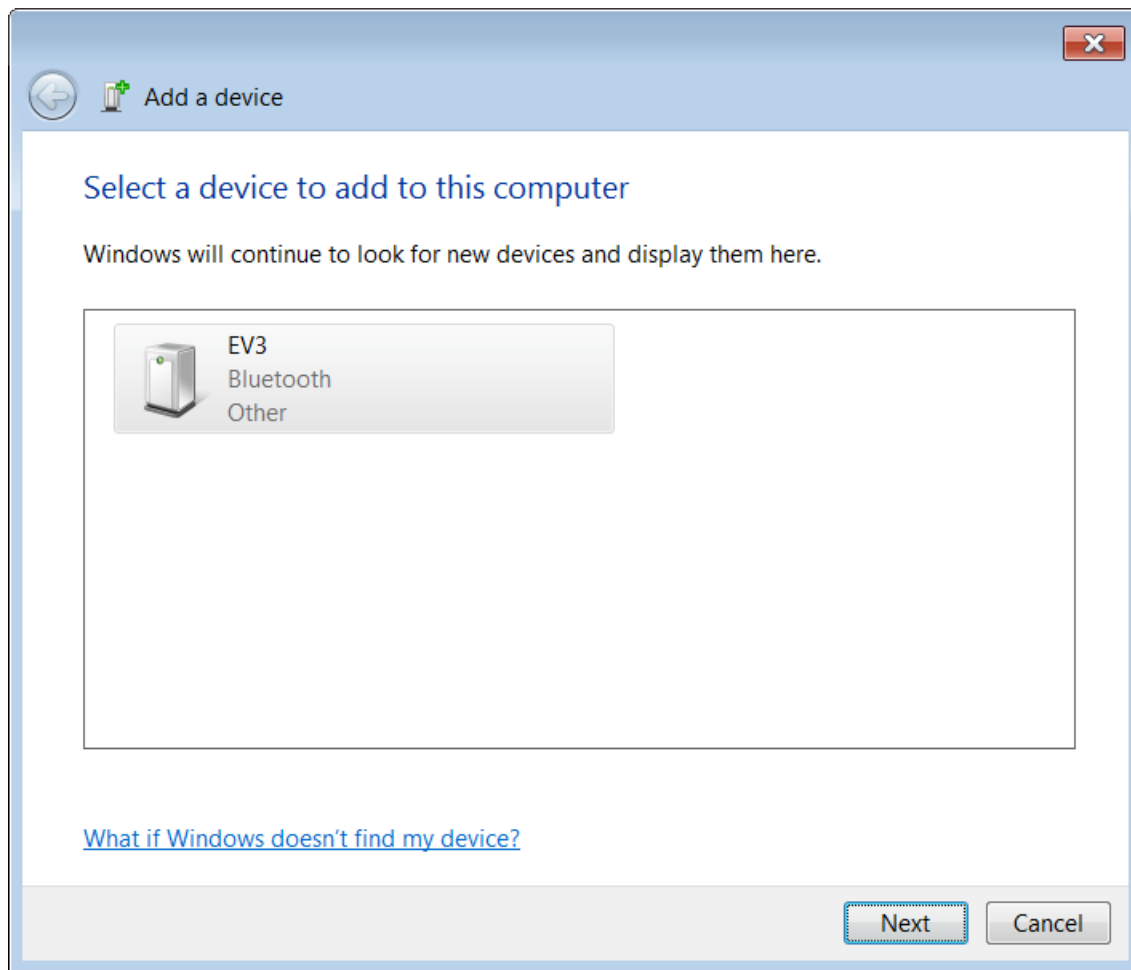 Add a device
Select a device to add to this computer
Windows will continue to look for new devices and display them here.
EV3
Bluetooth
Other
What if Windows doesn't find my device?
Next
Cancel